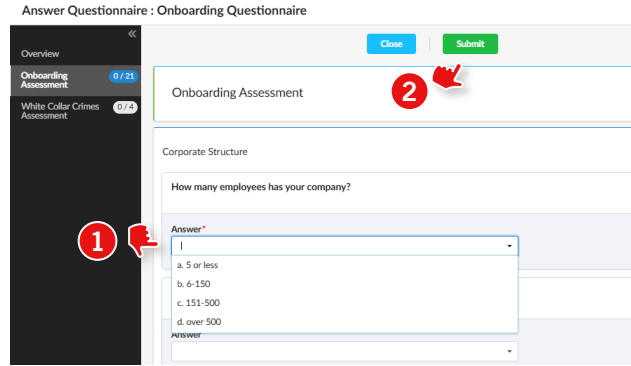 Answer Questionnaire : Onboarding Questionnaire
«
Overview
Onboarding
Assessment
0 / 21
White Collar Crimes
Assessment
0 / 4
Close
Submit
2
Onboarding Assessment
Corporate Structure
How many employees has your company?
1
Answer*
a. 5 or less
b. 6-150
c. 151-500
d. over 500
Answer